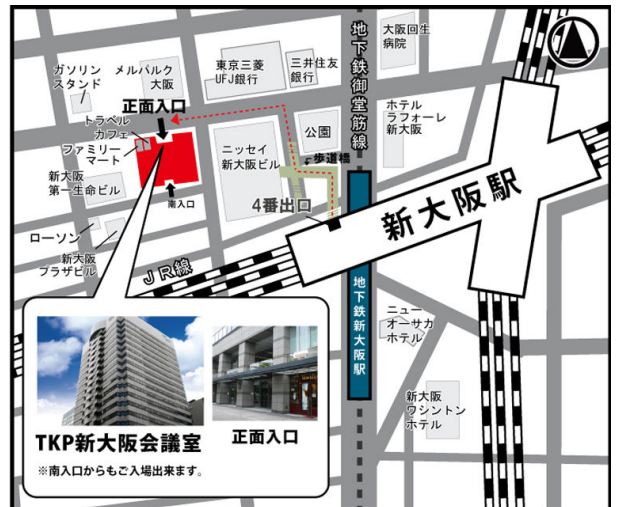 地下鉄御堂筋線
大阪回生
病院
ガソリン
スタンド
メルパルク
大阪
東京三菱
UFJ銀行
三井住友
銀行
正面入口
トラベル
カフェ
ファミリー
マート
ニッセイ
新大阪ビル
公園
歩道橋
ホテル
ラフォーレ
新大阪
新大阪
第一生命ビル
南入口
4番出口
新大阪駅
ローソン
新大阪
プラザビル
JR線
地下鉄新大阪駅
ニュー
オーサカ
ホテル
新大阪
ワシントン
ホテル
TKP新大阪会議室
正面入口
※南入口からもご入場出来ます。